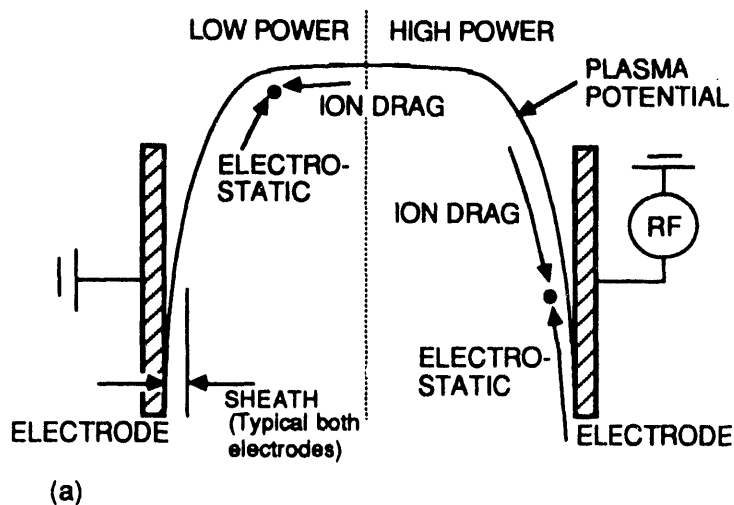 LOW POWER
HIGH POWER
PLASMA
POTENTIAL
ION DRAG
ELECTRO-
STATIC
ION DRAG
RF
ELECTRO-
STATIC
SHEATH
(Typical both
electrodes)
ELECTRODE
ELECTRODE
(a)